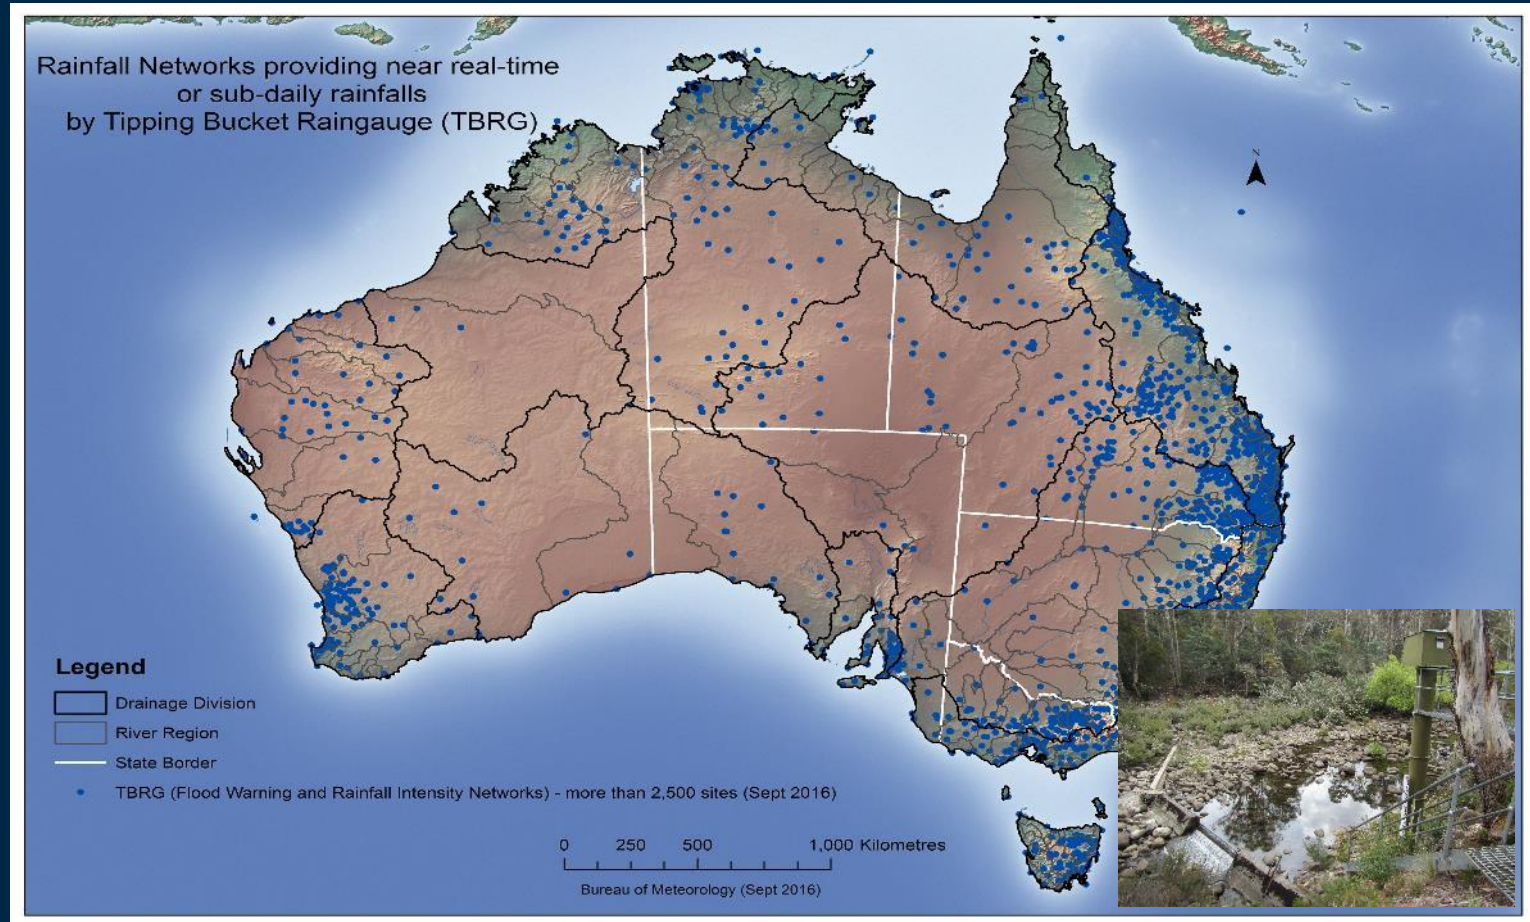 Rainfall Networks providing near real-time
or sub-daily rainfalls
by Tipping Bucket Raingauge (TBRG)
N
Legend
Drainage Division
River Region
State Border
TBRG (Flood Warning and Rainfall Intensity Networks) - more than 2,500 sites (Sept 2016)
0 250 500 1,000 Kilometres
Bureau of Meteorology (Sept 2016)